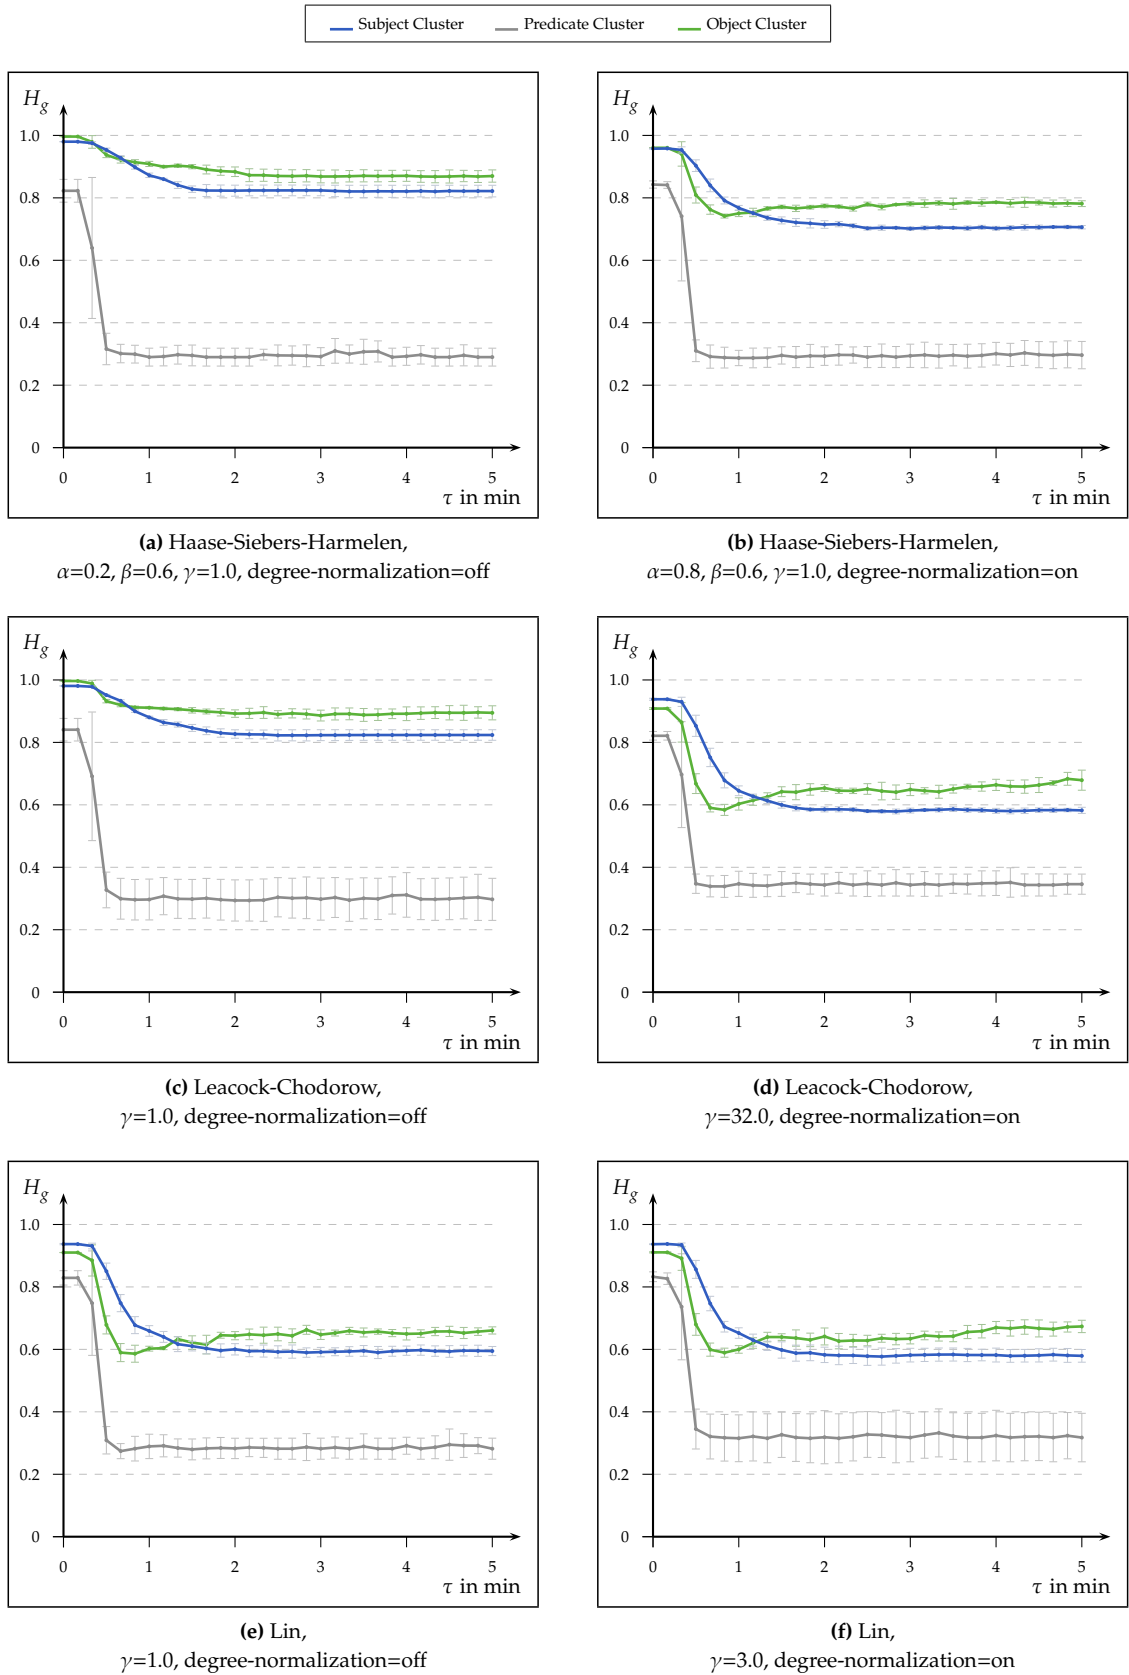 Subject Cluster Predicate Cluster Object Cluster
H_g H_g
1.0 1.0
0.8 0.8
0.6 0.6
0.4 0.4
0.2 0.2
0 0
0 1 2 3 4 5 0 1 2 3 4 5
τ in min τ in min
(a) Haase-Siebers-Harmelen, (b) Haase-Siebers-Harmelen,
α=0.2, β=0.6, γ=1.0, degree-normalization=off α=0.8, β=0.6, γ=1.0, degree-normalization=on
H_g H_g
1.0 1.0
0.8 0.8
0.6 0.6
0.4 0.4
0.2 0.2
0 0
0 1 2 3 4 5 0 1 2 3 4 5
τ in min τ in min
(c) Leacock-Chodorow, (d) Leacock-Chodorow,
γ=1.0, degree-normalization=off γ=32.0, degree-normalization=on
H_g H_g
1.0 1.0
0.8 0.8
0.6 0.6
0.4 0.4
0.2 0.2
0 0
0 1 2 3 4 5 0 1 2 3 4 5
τ in min τ in min
(e) Lin, (f) Lin,
γ=1.0, degree-normalization=off γ=3.0, degree-normalization=on